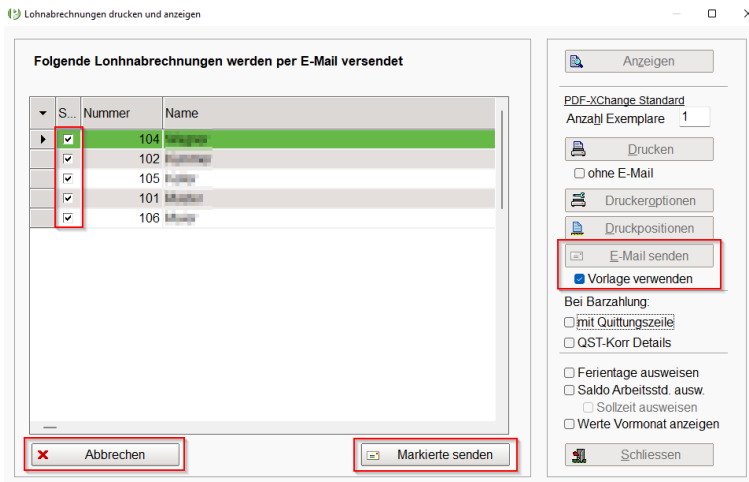 Lohnabrechnungen drucken und anzeigen
Folgende Lonhnabrechnungen werden per E-Mail versendet
S... Nummer Name
104
102
105
101
106
Abbrechen
Markierte senden
Anzeigen
PDF-XChange Standard
Anzahl Exemplare 1
Drucken
ohne E-Mail
Druckeroptionen
Druckpositionen
E-Mail senden
Vorlage verwenden
Bei Barzahlung:
mit Quittungszeile
QST-Korr Details
Ferientage ausweisen
Saldo Arbeitsstd. ausw.
Sollzeit ausweisen
Werte Vormonat anzeigen
Schliessen